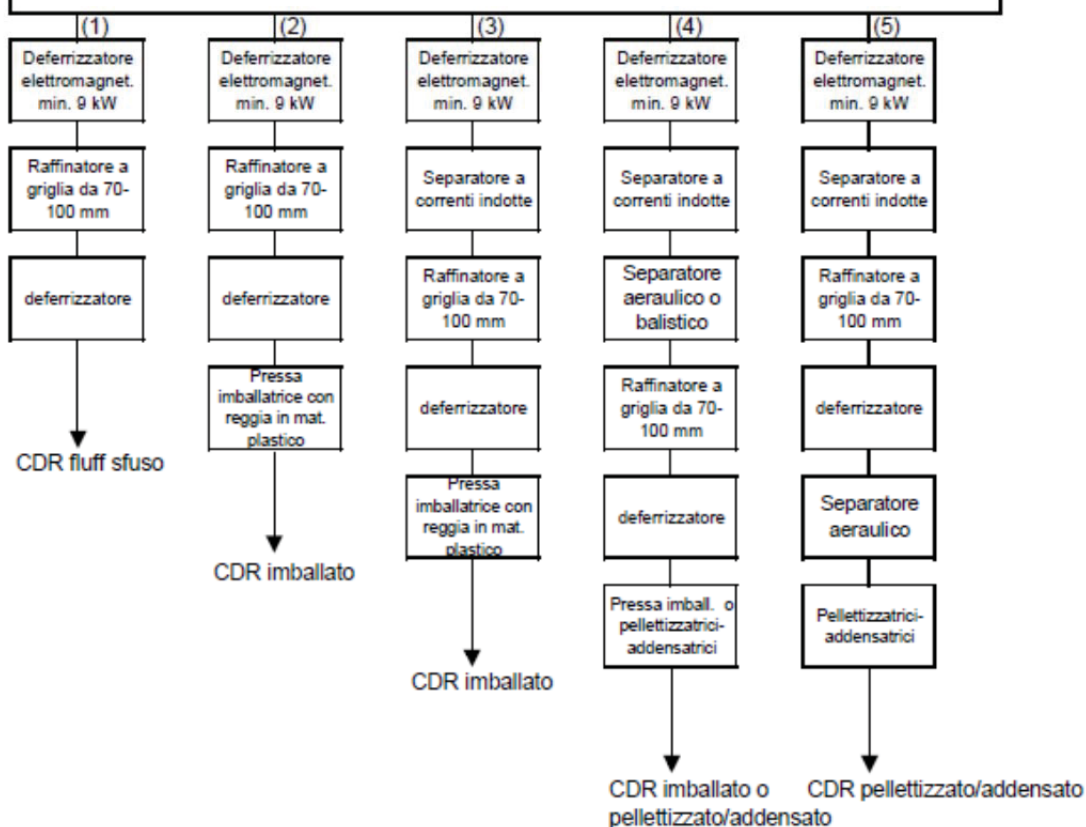 (1)
Deferrizzatore
elettromagnet.
min. 9 kW
Raffinatore a
griglia da 70-
100 mm
deferrizzatore
CDR fluff sfuso
(2)
Deferrizzatore
elettromagnet.
min. 9 kW
Raffinatore a
griglia da 70-
100 mm
deferrizzatore
Pressa
imballatrice con
reggia in mat.
plastico
CDR imballato
(3)
Deferrizzatore
elettromagnet.
min. 9 kW
Separatore a
correnti indotte
Raffinatore a
griglia da 70-
100 mm
deferrizzatore
Pressa
imballatrice con
reggia in mat.
plastico
CDR imballato
(4)
Deferrizzatore
elettromagnet.
min. 9 kW
Separatore a
correnti indotte
Separatore
aeraulico o
balistico
Raffinatore a
griglia da 70-
100 mm
deferrizzatore
Pressa imball. o
pellettizzatrici-
addensatrici
CDR imballato o
pellettizzato/addensato
(5)
Deferrizzatore
elettromagnet.
min. 9 kW
Separatore a
correnti indotte
Raffinatore a
griglia da 70-
100 mm
deferrizzatore
Separatore
aeraulico
Pellettizzatrici-
addensatrici
CDR pellettizzato/addensato